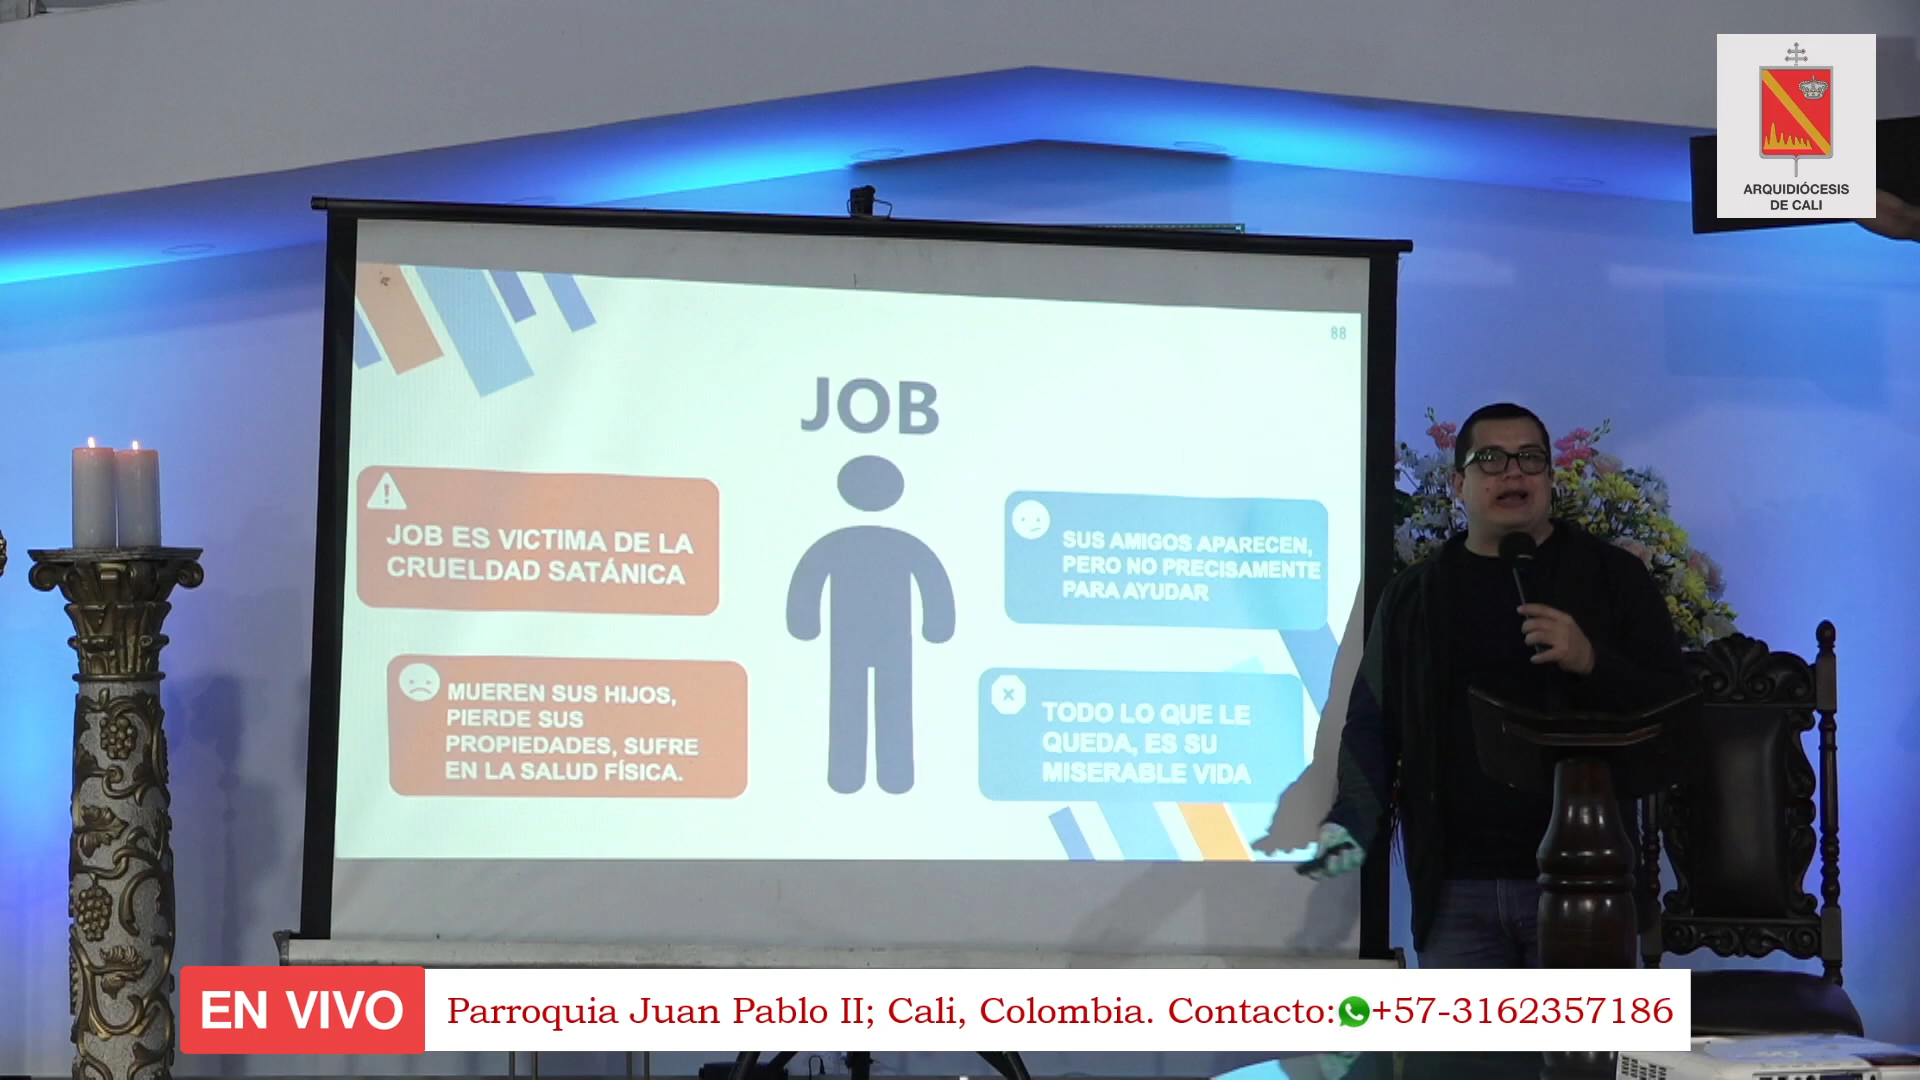 ARQUIDIÓCESIS
DE CALI
88
JOB
JOB ES VICTIMA DE LA
CRUELDAD SATÁNICA
SUS AMIGOS APARECEN,
PERO NO PRECISAMENTE
PARA AYUDAR
MUEREN SUS HIJOS,
PIERDE SUS
PROPIEDADES, SUFRE
EN LA SALUD FÍSICA.
TODO LO QUE LE
QUEDA, ES SU
MISERABLE VIDA
EN VIVO
Parroquia Juan Pablo II; Cali, Colombia. Contacto: +57-3162357186